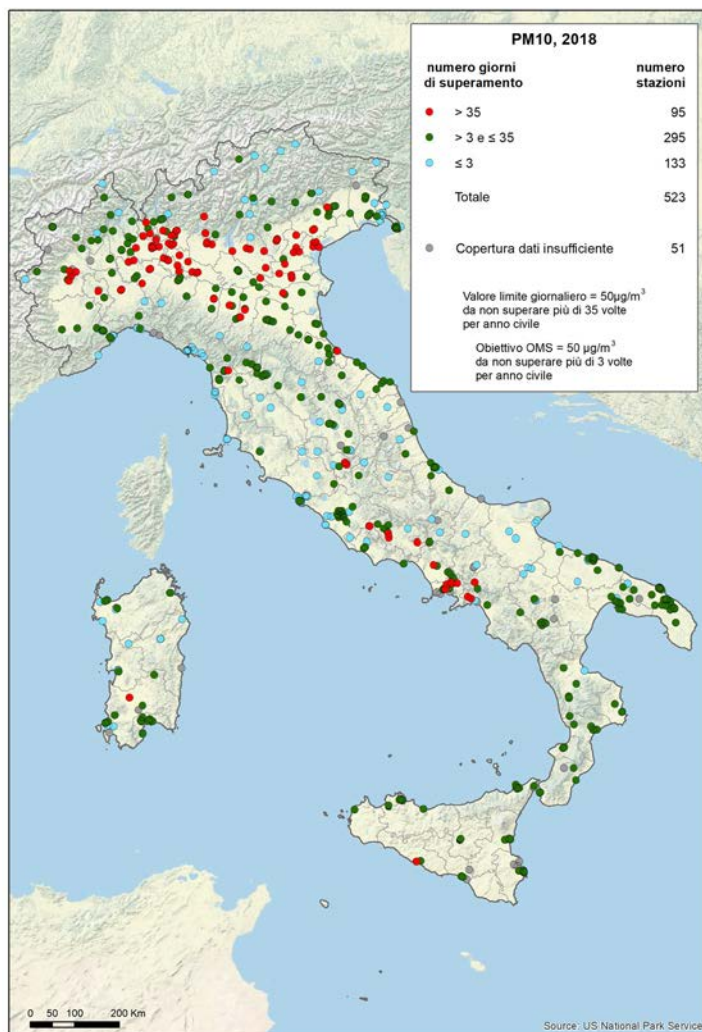 PM10, 2018
numero giorni di superamento
numero stazioni
> 35 95
> 3 e ≤ 35 295
≤ 3 133
Totale 523
Copertura dati insufficiente 51
Valore limite giornaliero = 50µg/m³
da non superare più di 35 volte
per anno civile
Obiettivo OMS = 50 µg/m³
da non superare più di 3 volte
per anno civile
0 50 100 200 Km
Source: US National Park Service